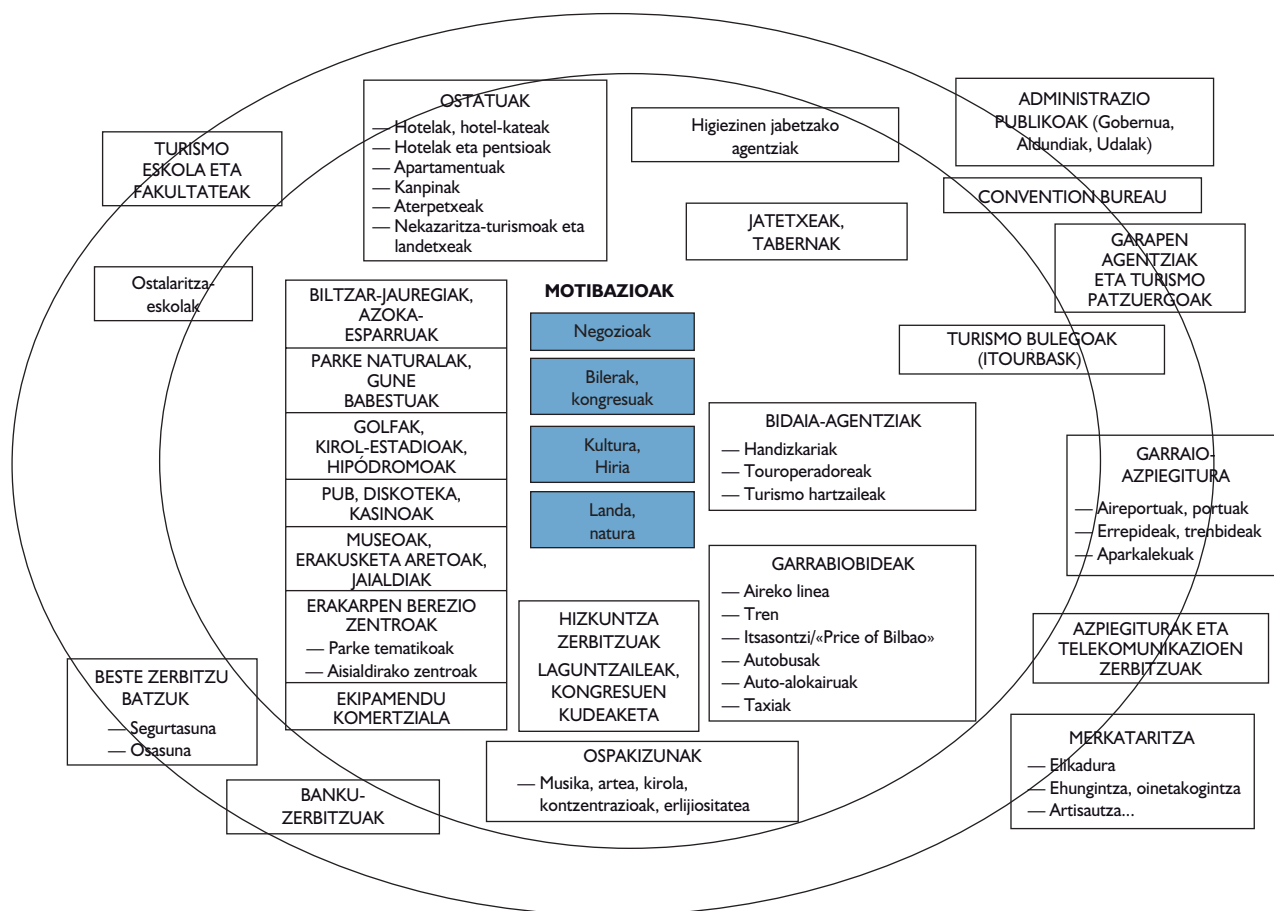 OSTATUAK
— Hotelak, hotel-kateak
— Hotelak eta pentsioak
— Apartamentuak
— Kanpinak
— Aterpetxeak
— Nekazaritza-turismoak eta
landetxeak
Higiezinen jabetzako
agentziak
ADMINISTRAZIO
PUBLIKOAK (Gobernua,
Aldundiak, Udalak)
TURISMO
ESKOLA ETA
FAKULTATEAK
CONVENTION BUREAU
JATETXEAK,
TABERNAK
GARAPEN
AGENTZIAK
ETA TURISMO
PATZUERGOAK
Ostalaritza-
eskolak
BILTZAR-JAUREGIAK,
AZOKA-
ESPARRUAK
PARKE NATURALAK,
GUNE
BABESTUAK
GOLFAK,
KIROL-ESTADIOAK,
HIPÓDROMOAK
PUB, DISKOTEKA,
KASINOAK
MUSEOAK,
ERAKUSKETA ARETOAK,
JAIALDIAK
ERAKARPEN BEREZIO
ZENTROAK
— Parke tematikoak
— Aisialdirako zentroak
EKIPAMENDU
KOMERTZIALA
MOTIBAZIOAK
Negozioak
Bilerak,
kongresuak
Kultura,
Hiria
Landa,
natura
TURISMO BULEGOAK
(ITOURBASK)
BIDAIA-AGENTZIAK
— Handizkariak
— Touroperadoreak
— Turismo hartzaileak
GARRAIO-
AZPIEGITURA
— Aireportuak, portuak
— Errepideak, trenbideak
— Aparkalekuak
GARRABIOBIDEAK
— Aireko linea
— Tren
— Itsasontzi/«Price of Bilbao»
— Autobusak
— Auto-alokairuak
— Taxiak
HIZKUNTZA
ZERBITZUAK
LAGUNTZAILEAK,
KONGRESUEN
KUDEAKETA
AZPIEGITURAK ETA
TELEKOMUNIKAZIOEN
ZERBITZUAK
BESTE ZERBITZU
BATZUK
— Segurtasuna
— Osasuna
MERKATARITZA
— Elikadura
— Ehungintza, oinetakogintza
— Artisautza...
OSPAKIZUNAK
— Musika, artea, kirola,
kontzentrazioak, erlijiositatea
BANKU-
ZERBITZUAK